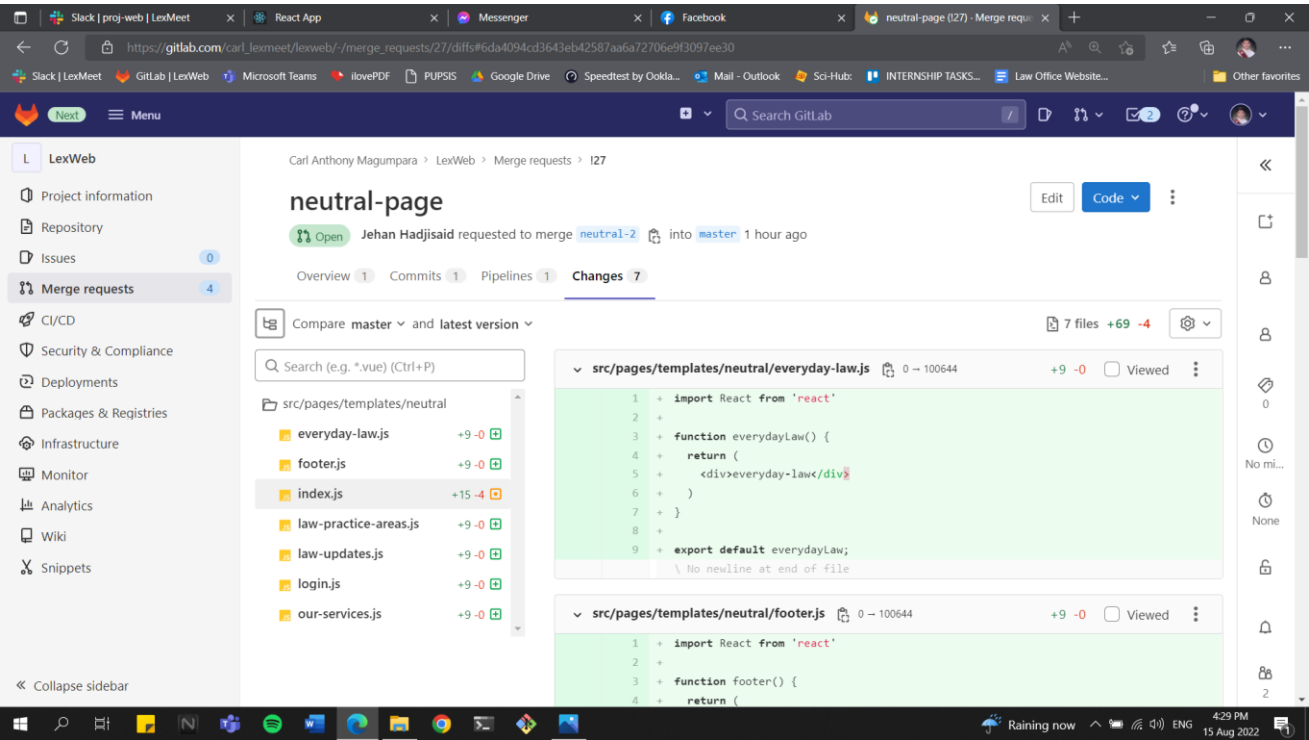 Slack | proj-web | LexMeet
React App
Messenger
Facebook
neutral-page (!27) · Merge reque
https://gitlab.com/carl_lexmeet/lexweb/-/merge_requests/27/diffs#6da4094cd3643eb42587aa6a72706e9f3097ee30
Slack | LexMeet
GitLab | LexWeb
Microsoft Teams
ilovePDF
PUPSIS
Google Drive
Speedtest by Ookla...
Mail - Outlook
Sci-Hub:
INTERNSHIP TASKS...
Law Office Website...
Other favorites
Next
Menu
Search GitLab
/
2
L LexWeb
Project information
Repository
Issues 0
Merge requests 4
CI/CD
Security & Compliance
Deployments
Packages & Registries
Infrastructure
Monitor
Analytics
Wiki
Snippets
Collapse sidebar
Carl Anthony Magumpara > LexWeb > Merge requests > !27
neutral-page
Edit
Code
Open Jehan Hadjisaid requested to merge neutral-2 into master 1 hour ago
Overview 1 Commits 1 Pipelines 1 Changes 7
Compare master and latest version
7 files +69 -4
Search (e.g. *.vue) (Ctrl+P)
src/pages/templates/neutral
everyday-law.js +9 -0
footer.js +9 -0
index.js +15 -4
law-practice-areas.js +9 -0
law-updates.js +9 -0
login.js +9 -0
our-services.js +9 -0
src/pages/templates/neutral/everyday-law.js 0 → 100644 +9 -0 Viewed
1 + import React from 'react'
2 +
3 + function everydayLaw() {
4 + return (
5 + <div>everyday-law</div>
6 + )
7 + }
8 +
9 + export default everydayLaw;
\ No newline at end of file
src/pages/templates/neutral/footer.js 0 → 100644 +9 -0 Viewed
1 + import React from 'react'
2 +
3 + function footer() {
4 + return (
0
No mi...
None
2
Raining now
ENG
4:29 PM
15 Aug 2022
1